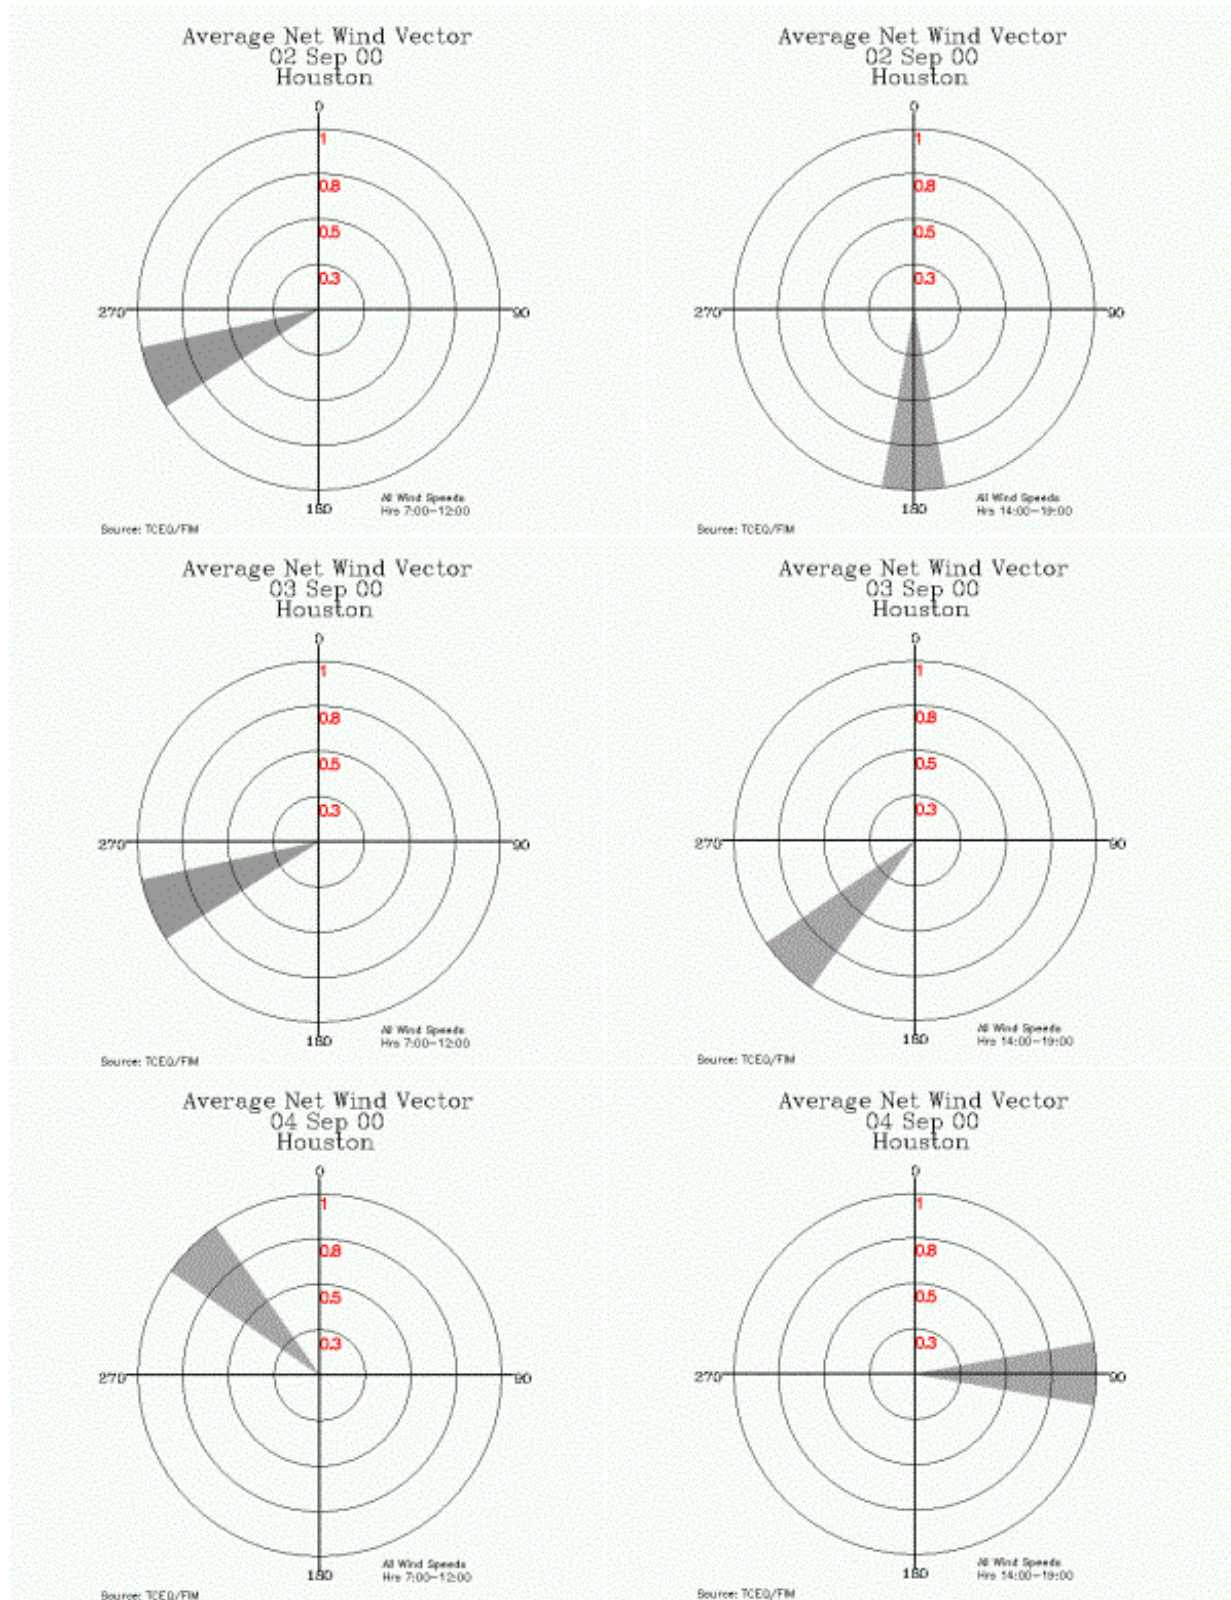 Average Net Wind Vector
02 Sep 00
Houston
0
1
0.8
0.5
0.3
270
90
180
All Wind Speeds
Hrs 7:00-12:00
Source: TCEQ/FIM
Average Net Wind Vector
02 Sep 00
Houston
0
1
0.8
0.5
0.3
270
90
180
All Wind Speeds
Hrs 14:00-19:00
Source: TCEQ/FIM
Average Net Wind Vector
03 Sep 00
Houston
0
1
0.8
0.5
0.3
270
90
180
All Wind Speeds
Hrs 7:00-12:00
Source: TCEQ/FIM
Average Net Wind Vector
03 Sep 00
Houston
0
1
0.8
0.5
0.3
270
90
180
All Wind Speeds
Hrs 14:00-19:00
Source: TCEQ/FIM
Average Net Wind Vector
04 Sep 00
Houston
0
1
0.8
0.5
0.3
270
90
180
All Wind Speeds
Hrs 7:00-12:00
Source: TCEQ/FIM
Average Net Wind Vector
04 Sep 00
Houston
0
1
0.8
0.5
0.3
270
90
180
All Wind Speeds
Hrs 14:00-19:00
Source: TCEQ/FIM